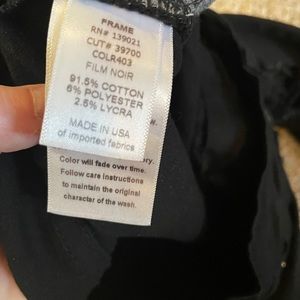 FRAME
RN# 139021
CUT# 39700
COLR403
FILM NOIR
91.5% COTTON
6% POLYESTER
2.5% LYCRA
MADE IN USA
of imported fabrics
Color will fade over time.
Follow care instructions
to maintain the original
character of the wash.